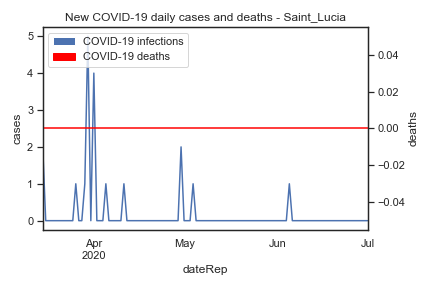 New COVID-19 daily cases and deaths - Saint_Lucia
COVID-19 infections
COVID-19 deaths
cases
5
4
3
2
1
0
deaths
0.04
0.02
0.00
−0.02
−0.04
Apr
2020
May
Jun
Jul
dateRep